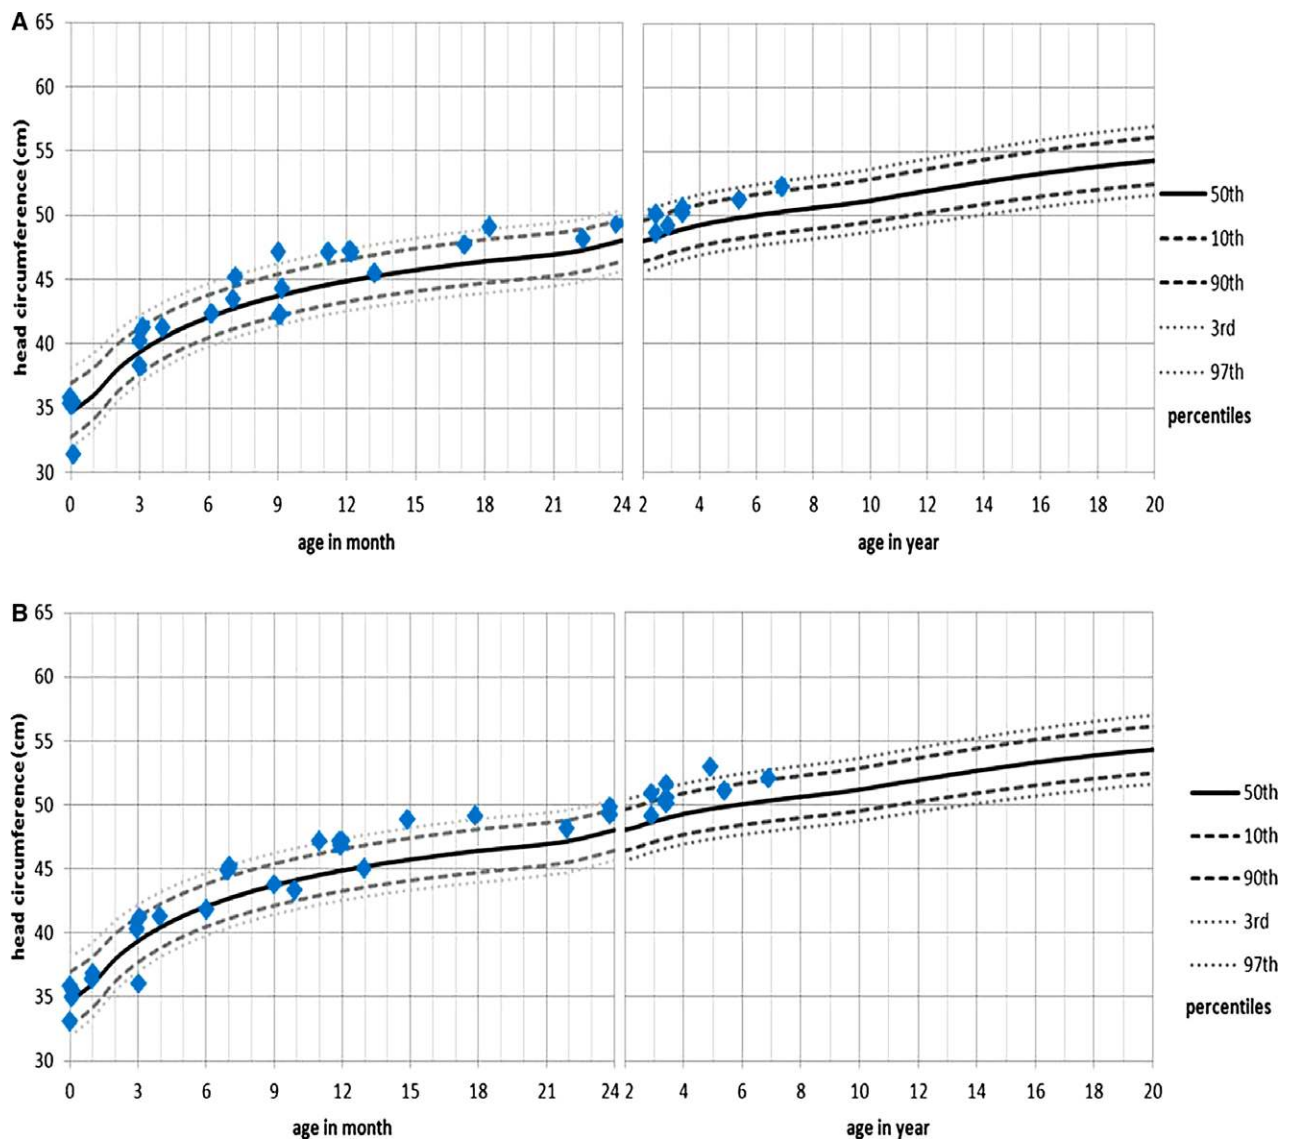 A
65
60
55
50
45
40
35
30
head circumference (cm)
0 3 6 9 12 15 18 21 24 2 4 6 8 10 12 14 16 18 20
age in month
age in year
50th
10th
90th
3rd
97th
percentiles
B
65
60
55
50
45
40
35
30
head circumference (cm)
0 3 6 9 12 15 18 21 24 2 4 6 8 10 12 14 16 18 20
age in month
age in year
50th
10th
90th
3rd
97th
percentiles